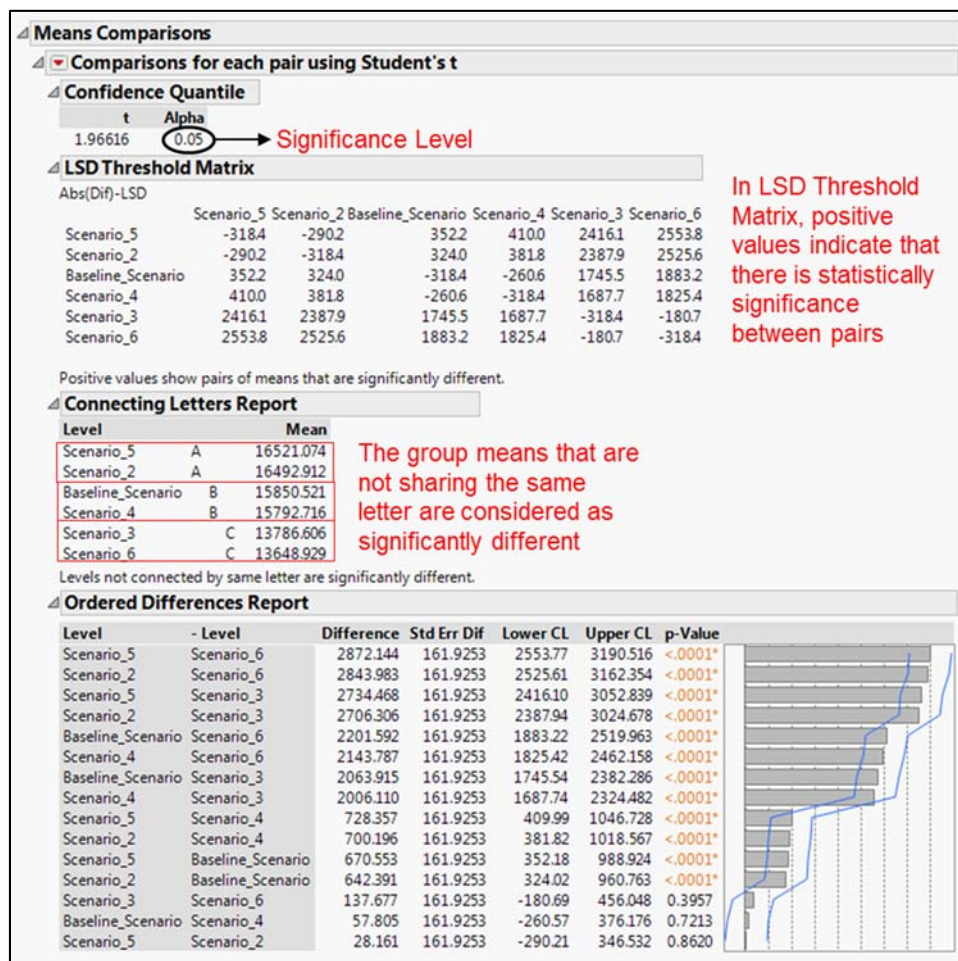 Means Comparisons
Comparisons for each pair using Student's t
Confidence Quantile
t Alpha
1.96616 0.05 Significance Level
LSD Threshold Matrix
Abs(Dif)-LSD
Scenario_5 Scenario_2 Baseline_Scenario Scenario_4 Scenario_3 Scenario_6
Scenario_5 -318.4 -290.2 352.2 410.0 2416.1 2553.8
Scenario_2 -290.2 -318.4 324.0 381.8 2387.9 2525.6
Baseline_Scenario 352.2 324.0 -318.4 -260.6 1745.5 1883.2
Scenario_4 410.0 381.8 -260.6 -318.4 1687.7 1825.4
Scenario_3 2416.1 2387.9 1745.5 1687.7 -318.4 -180.7
Scenario_6 2553.8 2525.6 1883.2 1825.4 -180.7 -318.4
In LSD Threshold
Matrix, positive
values indicate that
there is statistically
significance
between pairs
Positive values show pairs of means that are significantly different.
Connecting Letters Report
Level Mean
Scenario_5 A 16521.074
Scenario_2 A 16492.912
Baseline_Scenario B 15850.521
Scenario_4 B 15792.716
Scenario_3 C 13786.606
Scenario_6 C 13648.929
The group means that are
not sharing the same
letter are considered as
significantly different
Levels not connected by same letter are significantly different.
Ordered Differences Report
Level - Level Difference Std Err Dif Lower CL Upper CL p-Value
Scenario_5 Scenario_6 2872.144 161.9253 2553.77 3190.516 <.0001*
Scenario_2 Scenario_6 2843.983 161.9253 2525.61 3162.354 <.0001*
Scenario_5 Scenario_3 2734.468 161.9253 2416.10 3052.839 <.0001*
Scenario_2 Scenario_3 2706.306 161.9253 2387.94 3024.678 <.0001*
Baseline_Scenario Scenario_6 2201.592 161.9253 1883.22 2519.963 <.0001*
Scenario_4 Scenario_6 2143.787 161.9253 1825.42 2462.158 <.0001*
Baseline_Scenario Scenario_3 2063.915 161.9253 1745.54 2382.286 <.0001*
Scenario_4 Scenario_3 2006.110 161.9253 1687.74 2324.482 <.0001*
Scenario_5 Scenario_4 728.357 161.9253 409.99 1046.728 <.0001*
Scenario_2 Scenario_4 700.196 161.9253 381.82 1018.567 <.0001*
Scenario_5 Baseline_Scenario 670.553 161.9253 352.18 988.924 <.0001*
Scenario_2 Baseline_Scenario 642.391 161.9253 324.02 960.763 <.0001*
Scenario_3 Scenario_6 137.677 161.9253 -180.69 456.048 0.3957
Baseline_Scenario Scenario_4 57.805 161.9253 -260.57 376.176 0.7213
Scenario_5 Scenario_2 28.161 161.9253 -290.21 346.532 0.8620